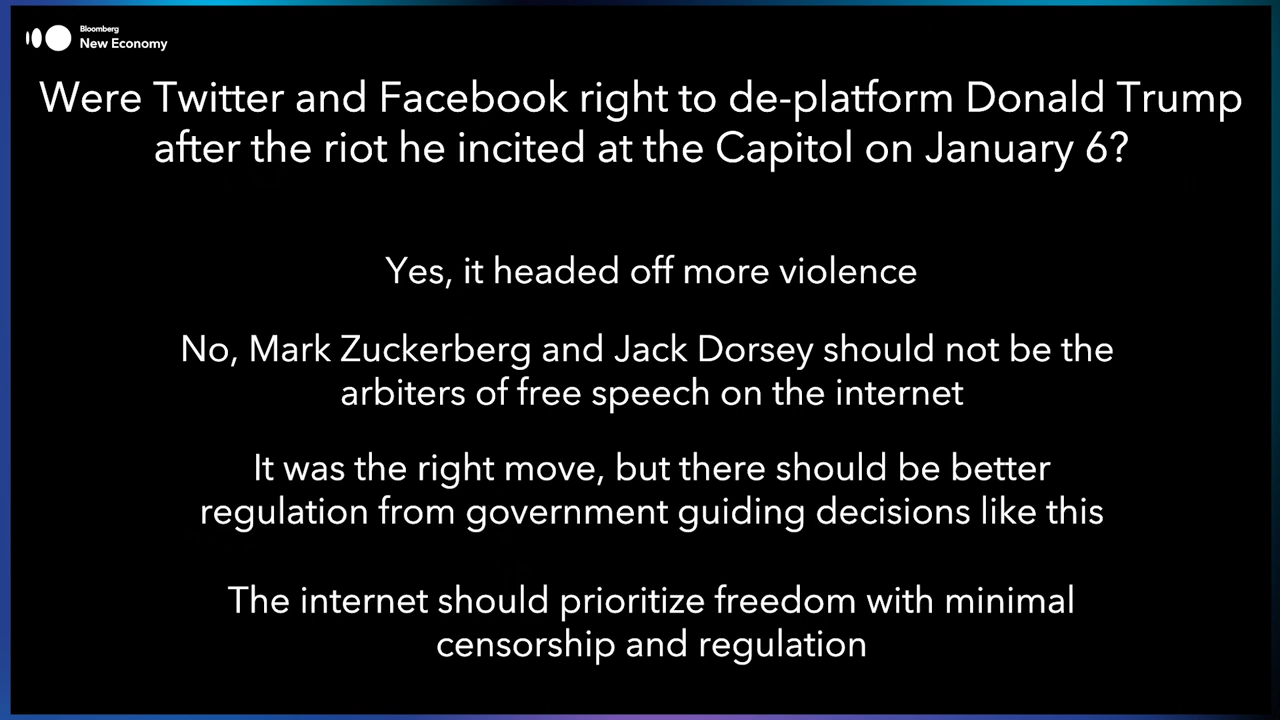 Bloomberg
New Economy
Were Twitter and Facebook right to de-platform Donald Trump
after the riot he incited at the Capitol on January 6?
Yes, it headed off more violence
No, Mark Zuckerberg and Jack Dorsey should not be the
arbiters of free speech on the internet
It was the right move, but there should be better
regulation from government guiding decisions like this
The internet should prioritize freedom with minimal
censorship and regulation